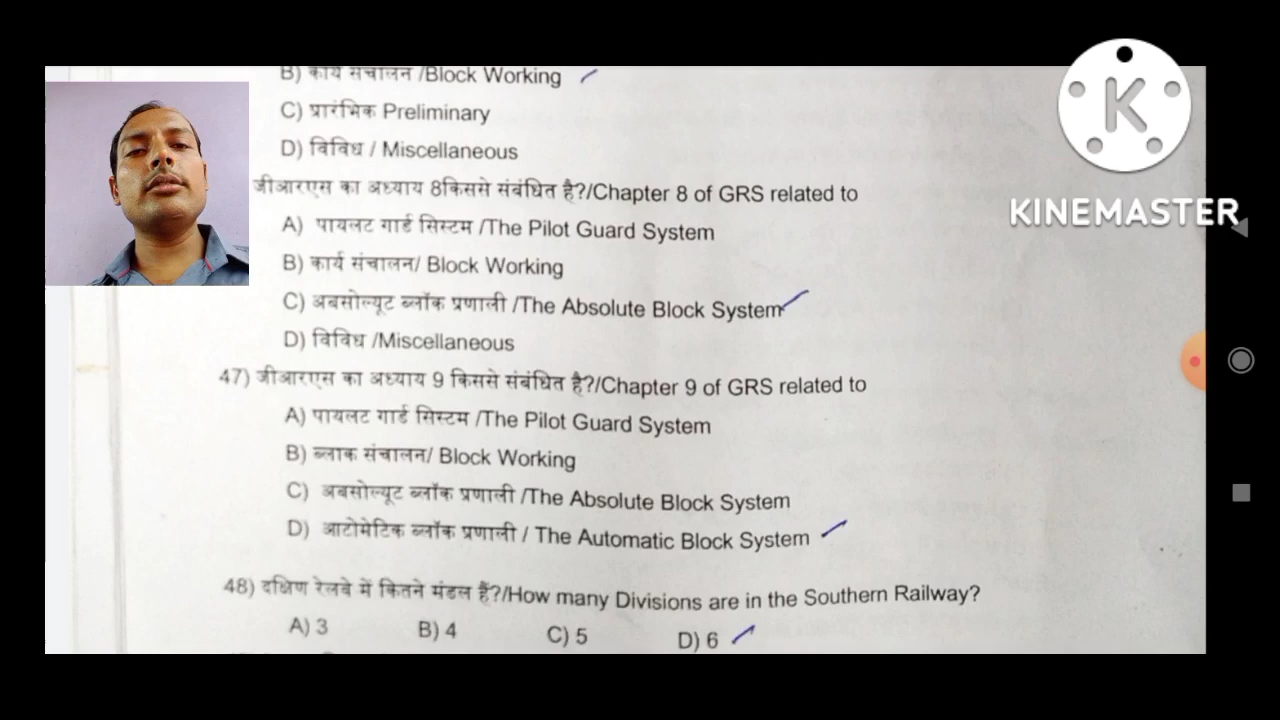 B) कार्य संचालन /Block Working
C) प्रारंभिक Preliminary
D) विविध / Miscellaneous
जीआरएस का अध्याय 8किससे संबंधित है?/Chapter 8 of GRS related to
A) पायलट गार्ड सिस्टम /The Pilot Guard System
B) कार्य संचालन/ Block Working
C) अबसोल्यूट ब्लॉक प्रणाली /The Absolute Block System
D) विविध /Miscellaneous
47) जीआरएस का अध्याय 9 किससे संबंधित है?/Chapter 9 of GRS related to
A) पायलट गार्ड सिस्टम /The Pilot Guard System
B) ब्लाक संचालन/ Block Working
C) अबसोल्यूट ब्लॉक प्रणाली /The Absolute Block System
D) आटोमेटिक ब्लॉक प्रणाली / The Automatic Block System
48) दक्षिण रेलबे में कितने मंडल हैं?/How many Divisions are in the Southern Railway?
A) 3 B) 4 C) 5 D) 6
K
KINEMASTER